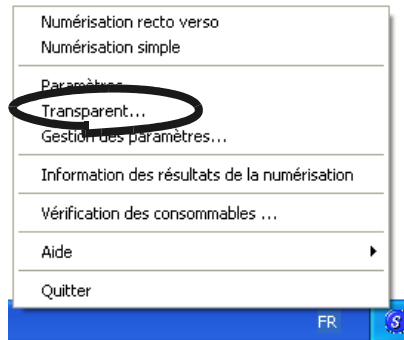 Numérisation recto verso
Numérisation simple
Paramètres...
Transparent...
Gestion des paramètres...
Information des résultats de la numérisation
Vérification des consommables ...
Aide
Quitter
FR
S